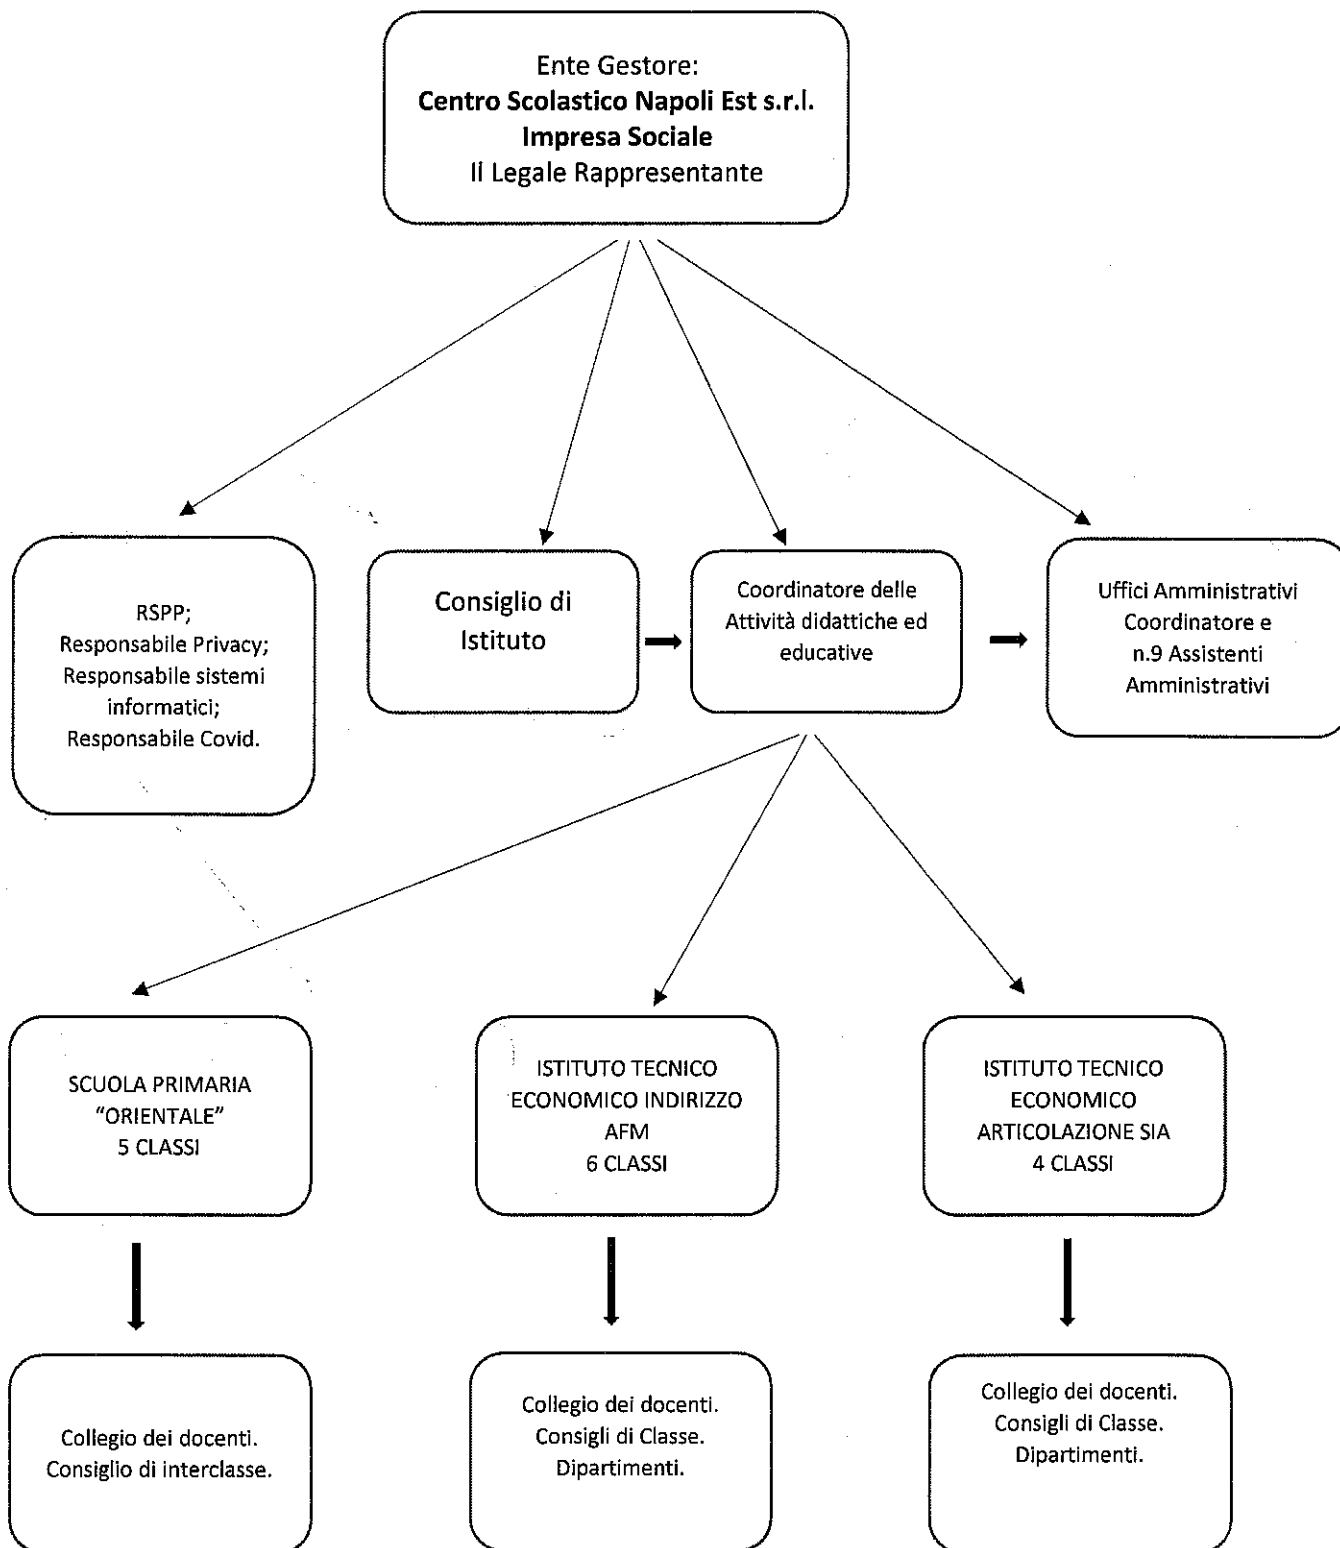 Ente Gestore:
Centro Scolastico Napoli Est s.r.l.
Impresa Sociale
Il Legale Rappresentante
RSPP;
Responsabile Privacy;
Responsabile sistemi
informatici;
Responsabile Covid.
Consiglio di
Istituto
Coordinatore delle
Attività didattiche ed
educative
Uffici Amministrativi
Coordinatore e
n.9 Assistenti
Amministrativi
SCUOLA PRIMARIA
“ORIENTALE”
5 CLASSI
ISTITUTO TECNICO
ECONOMICO INDIRIZZO
AFM
6 CLASSI
ISTITUTO TECNICO
ECONOMICO
ARTICOLAZIONE SIA
4 CLASSI
Collegio dei docenti.
Consiglio di interclasse.
Collegio dei docenti.
Consigli di Classe.
Dipartimenti.
Collegio dei docenti.
Consigli di Classe.
Dipartimenti.